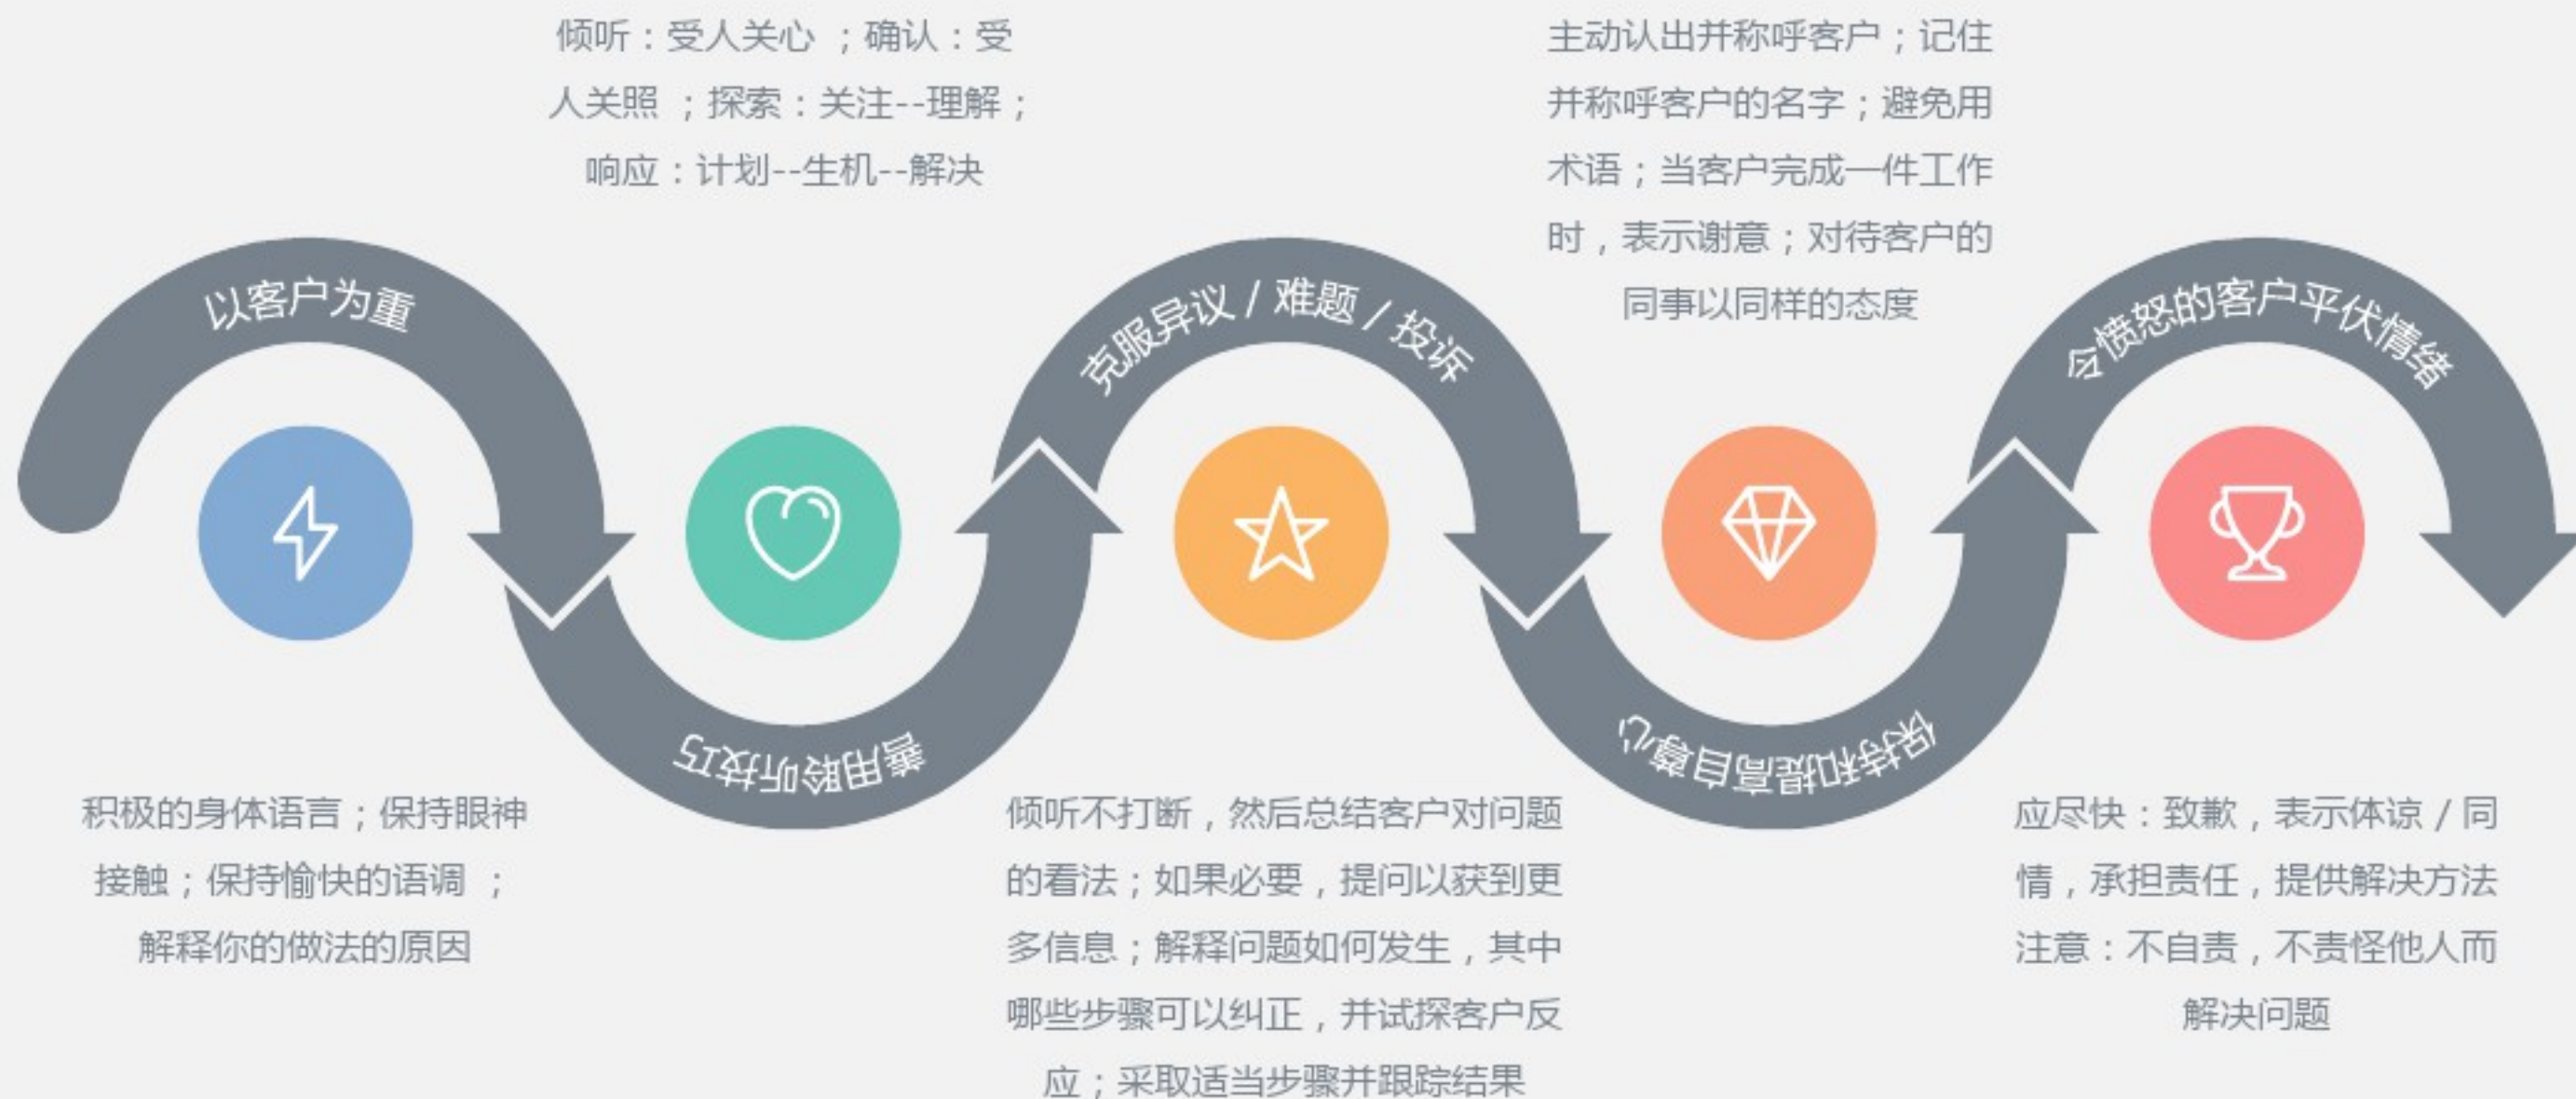 以客户为重
积极的身体语言；保持眼神
接触；保持愉快的语调 ；
解释你的做法的原因
倾听：受人关心 ；确认：受
人关照 ；探索：关注--理解；
响应：计划--生机--解决
善用聆听技巧
克服异议 / 难题 / 投诉
倾听不打断，然后总结客户对问题
的看法；如果必要，提问以获到更
多信息；解释问题如何发生，其中
哪些步骤可以纠正，并试探客户反
应；采取适当步骤并跟踪结果
主动认出并称呼客户；记住
并称呼客户的名字；避免用
术语；当客户完成一件工作
时，表示谢意；对待客户的
同事以同样的态度
保持和提高自尊心
令愤怒的客户平伏情绪
应尽快：致歉，表示体谅 / 同
情，承担责任，提供解决方法
注意：不自责，不责怪他人而
解决问题